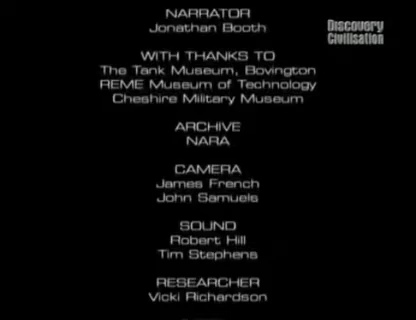 NARRATOR
Jonathan Booth
Discovery
Civilisation
WITH THANKS TO
The Tank Museum, Bovington
REME Museum of Technology
Cheshire Military Museum
ARCHIVE
NARA
CAMERA
James French
John Samuels
SOUND
Robert Hill
Tim Stephens
RESEARCHER
Vicki Richardson